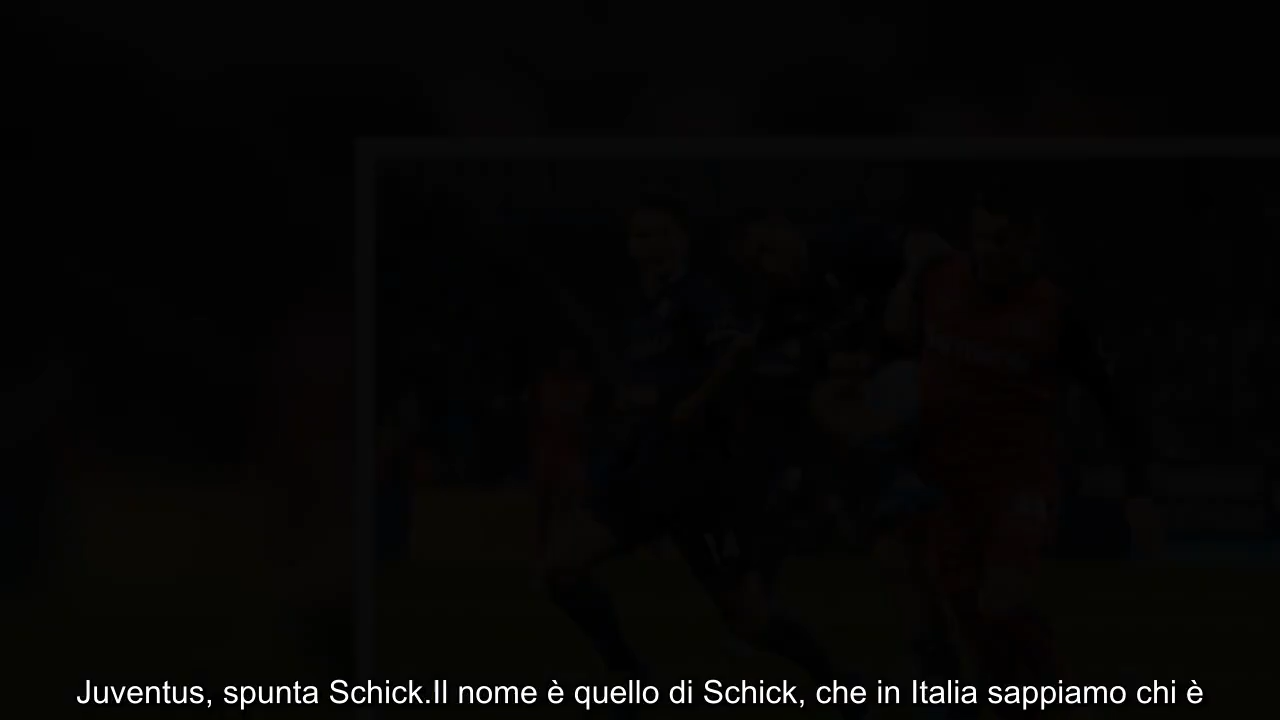 Juventus, spunta Schick.Il nome è quello di Schick, che in Italia sappiamo chi è